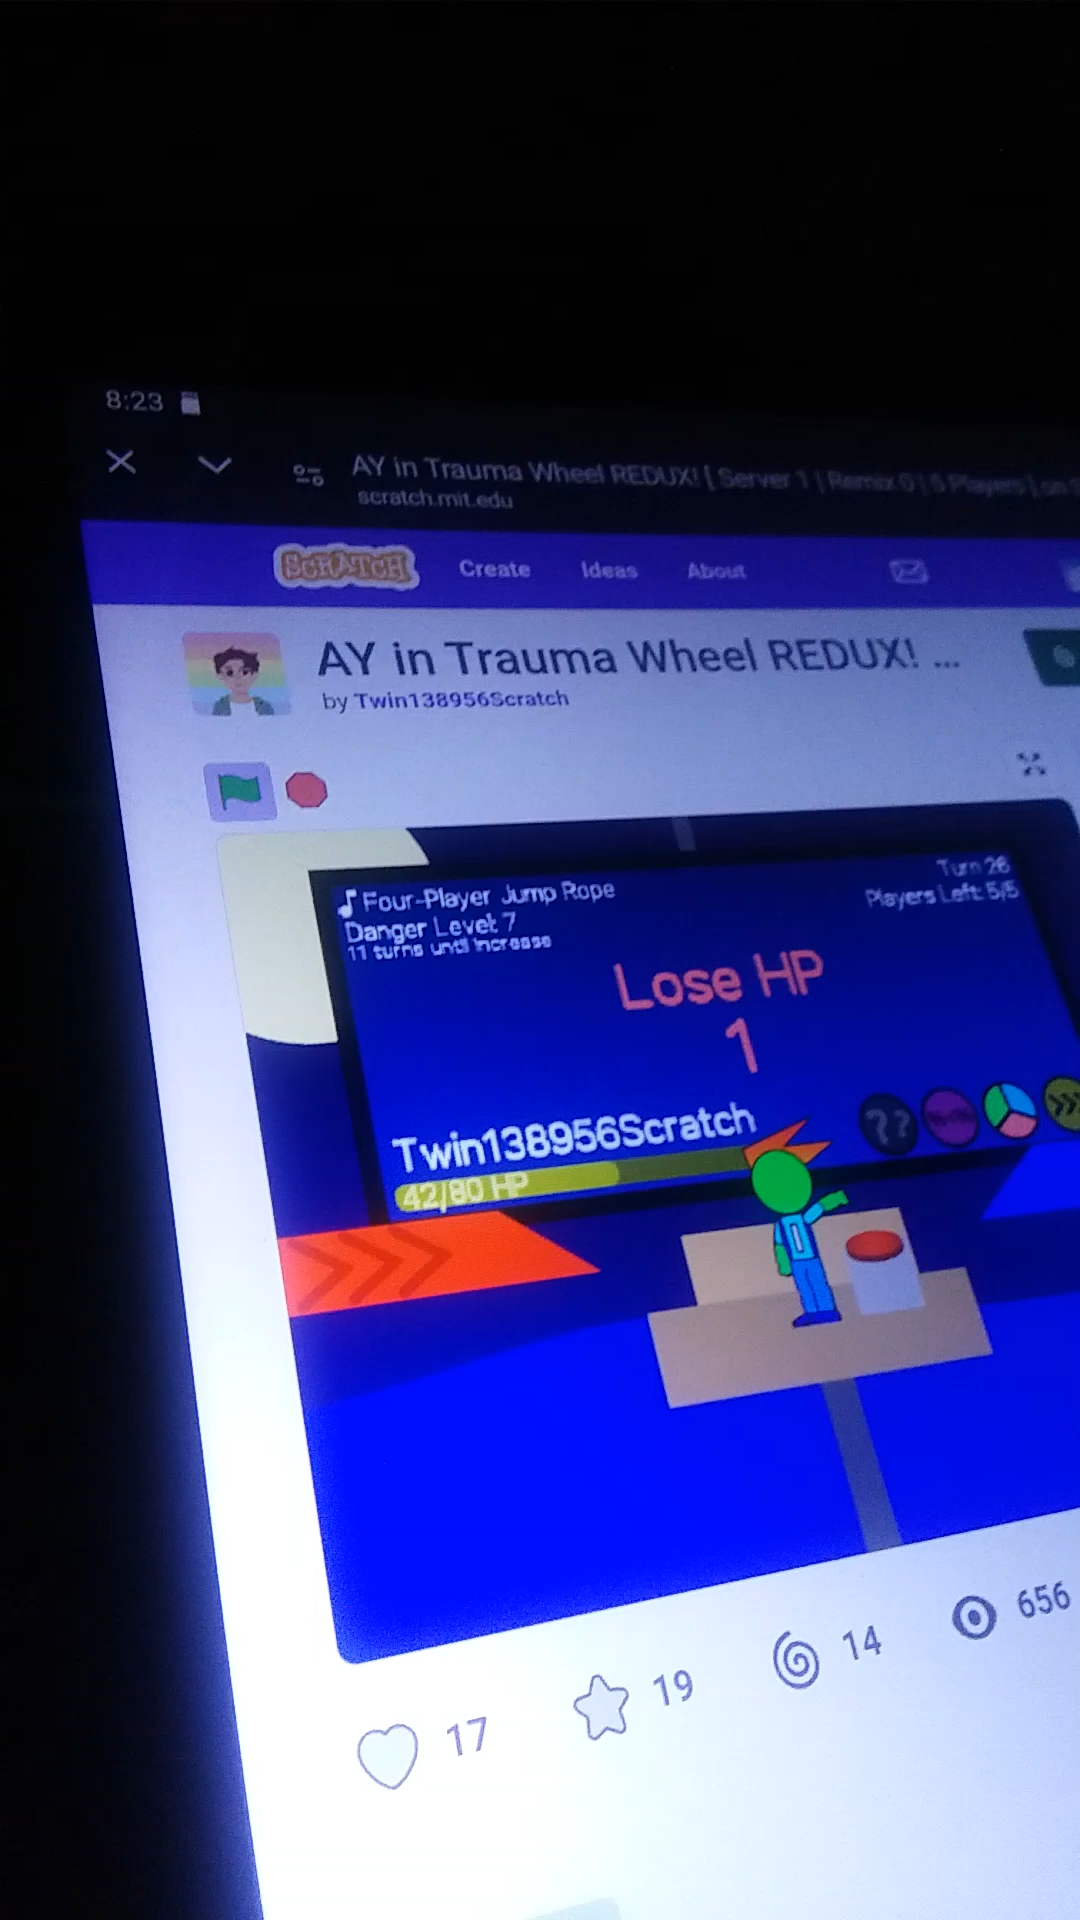 8:23
AY in Trauma Wheel REDUX! [ Server 1 | Remix 0 | 5 Players ] on
scratch.mit.edu
SCRATCH Create Ideas About
AY in Trauma Wheel REDUX! ...
by Twin138956Scratch
Four-Player Jump Rope
Turn 26
Danger Level 7
Players Left: 5/5
11 turns until increase
Lose HP
1
Twin138956Scratch
??
42/80 HP
17 19 14 656